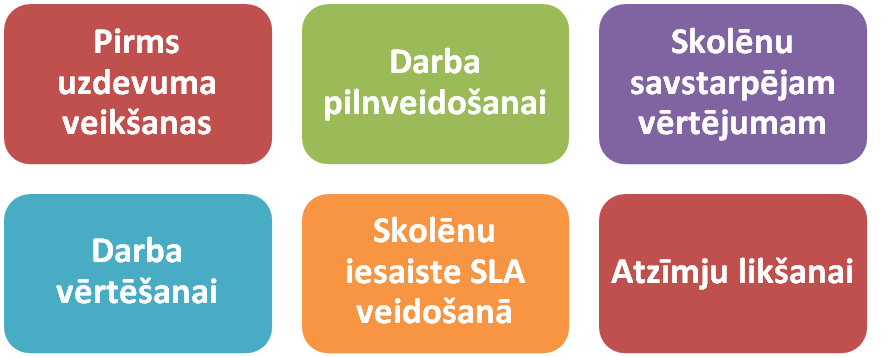 Pirms
uzdevuma
veikšanas
Darba
pilnveidošanai
Skolēnu
savstarpējam
vērtējumam
Darba
vērtēšanai
Skolēnu
iesaiste SLA
veidošanā
Atzīmju likšanai